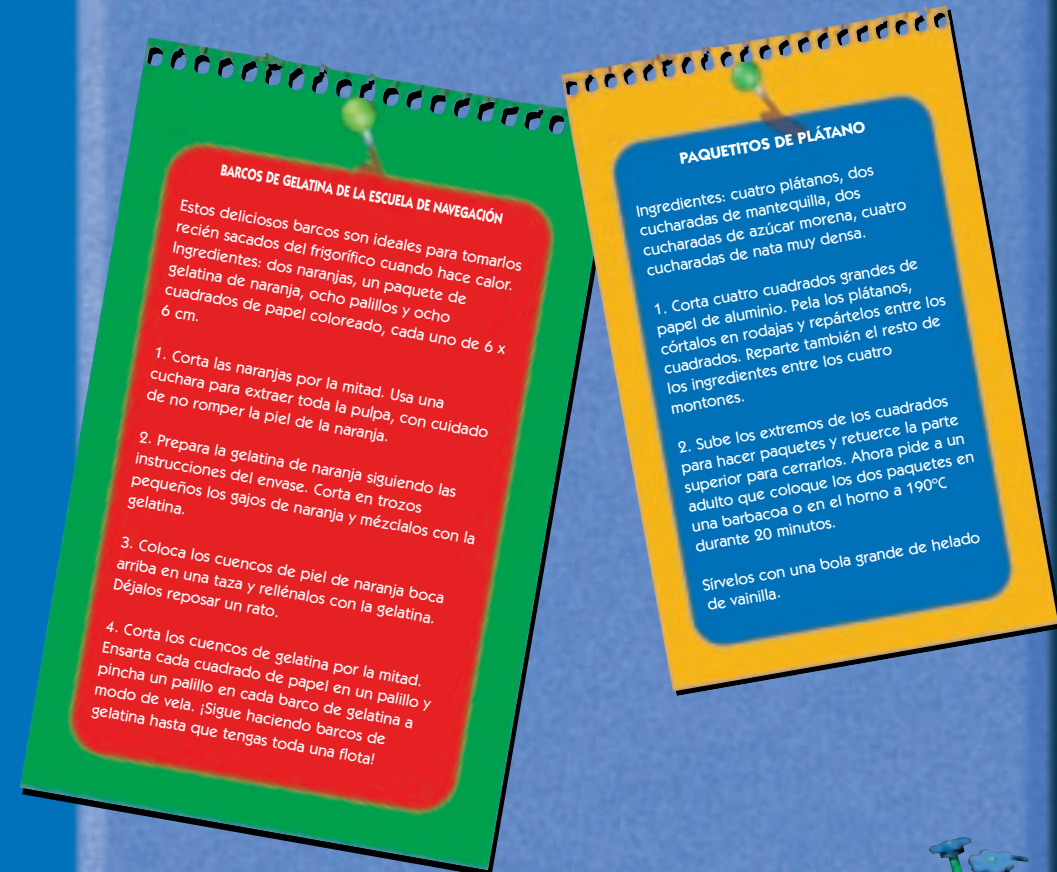 BARCOS DE GELATINA DE LA ESCUELA DE NAVEGACIÓN
Estos deliciosos barcos son ideales para tomarlos
recién sacados del frigorífico cuando hace calor.
Ingredientes: dos naranjas, un paquete de
gelatina de naranja, ocho palillos y ocho
cuadrados de papel coloreado, cada uno de 6 x
6 cm.
1. Corta las naranjas por la mitad. Usa una
cuchara para extraer toda la pulpa, con cuidado
de no romper la piel de la naranja.
2. Prepara la gelatina de naranja siguiendo las
instrucciones del envase. Corta en trozos
pequeños los gajos de naranja y mézclalos con la
gelatina.
3. Coloca los cuencos de piel de naranja boca
arriba en una taza y rellénalos con la gelatina.
Déjalos reposar un rato.
4. Corta los cuencos de gelatina por la mitad.
Ensarta cada cuadrado de papel en un palillo y
pincha un palillo en cada barco de gelatina a
modo de vela. ¡Sigue haciendo barcos de
gelatina hasta que tengas toda una flota!
PAQUETITOS DE PLÁTANO
Ingredientes: cuatro plátanos, dos
cucharadas de mantequilla, dos
cucharadas de azúcar morena, cuatro
cucharadas de nata muy densa.
1. Corta cuatro cuadrados grandes de
papel de aluminio. Pela los plátanos,
córtalos en rodajas y repártelos entre los
cuadrados. Reparte también el resto de
los ingredientes entre los cuatro
montones.
2. Sube los extremos de los cuadrados
para hacer paquetes y retuerce la parte
superior para cerrarlos. Ahora pide a un
adulto que coloque los dos paquetes en
una barbacoa o en el horno a 190ºC
durante 20 minutos.
Sírvelos con una bola grande de helado
de vainilla.